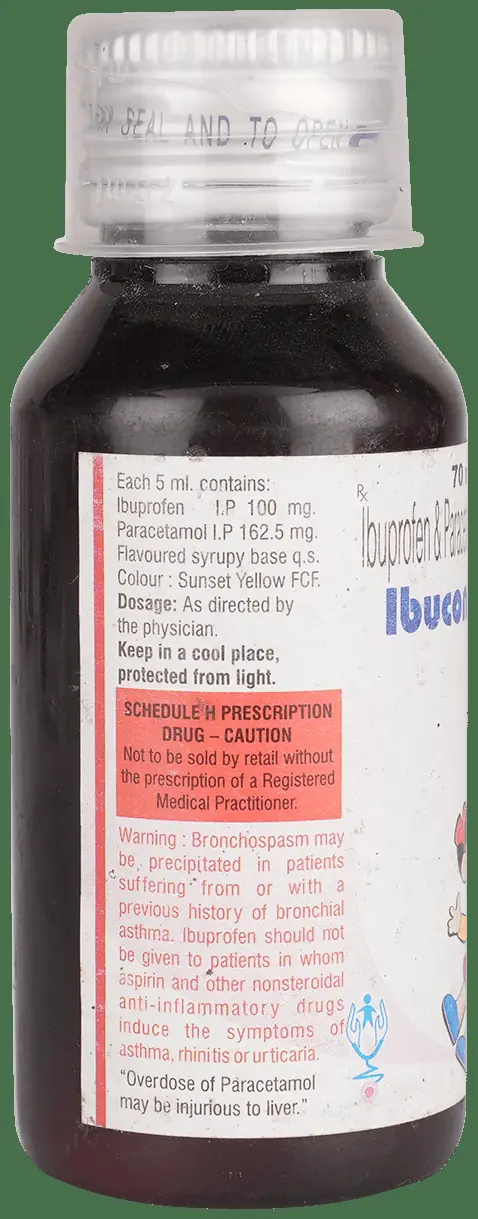 SEAL AND TO OPEN
Each 5 ml. contains:
Ibuprofen I.P 100 mg.
Paracetamol I.P 162.5 mg.
Flavoured syrupy base q.s.
Colour : Sunset Yellow FCF.
Dosage: As directed by
the physician.
Keep in a cool place,
protected from light.
SCHEDULE H PRESCRIPTION
DRUG – CAUTION
Not to be sold by retail without
the prescription of a Registered
Medical Practitioner.
Warning : Bronchospasm may
be precipitated in patients
suffering from or with a
previous history of bronchial
asthma. Ibuprofen should not
be given to patients in whom
aspirin and other nonsteroidal
anti-inflammatory drugs
induce the symptoms of
asthma, rhinitis or urticaria.
"Overdose of Paracetamol
may be injurious to liver."
70
Rx
Ibuprofen &